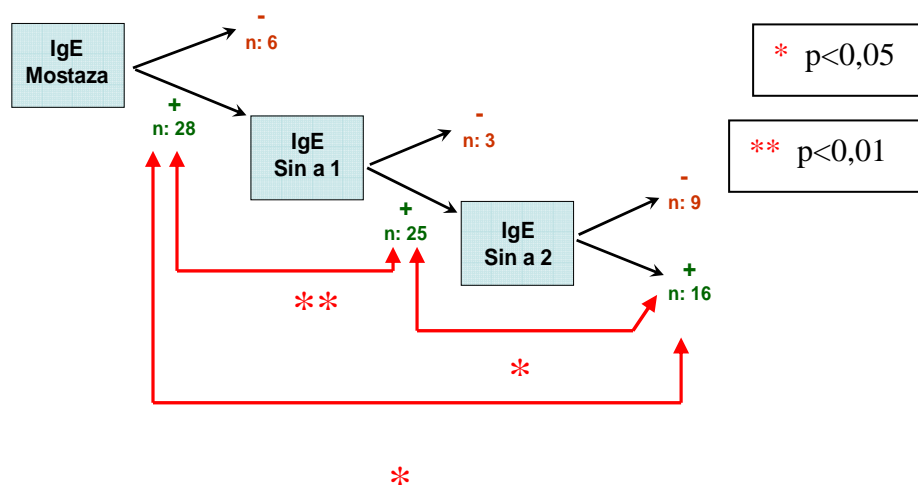 IgE
Mostaza
-
n: 6
* p<0,05
+
n: 28
IgE
Sin a 1
-
n: 3
** p<0,01
+
n: 25
IgE
Sin a 2
-
n: 9
+
n: 16
**
*
*